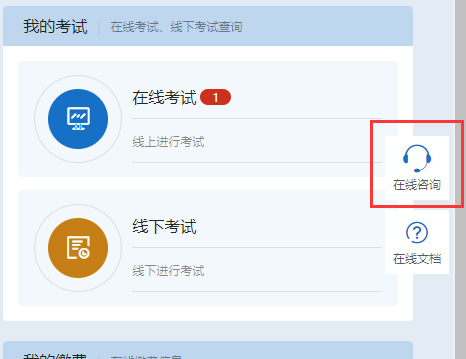 我的考试 | 在线考试、线下考试查询
在线考试 1
线上进行考试
在线咨询
线下考试
在线文档
线下进行考试